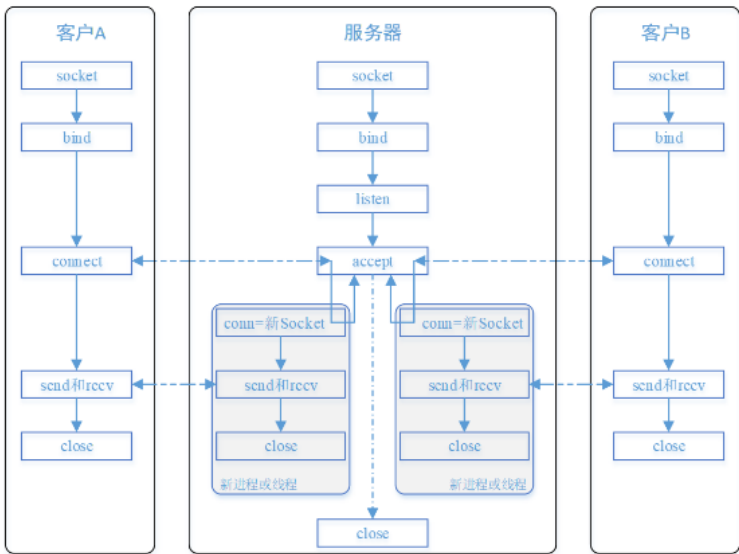 客户A
socket
bind
connect
send和recv
close
服务器
socket
bind
listen
accept
conn=新Socket
send和recv
close
新进程或线程
conn=新Socket
send和recv
close
新进程或线程
close
客户B
socket
bind
connect
send和recv
close